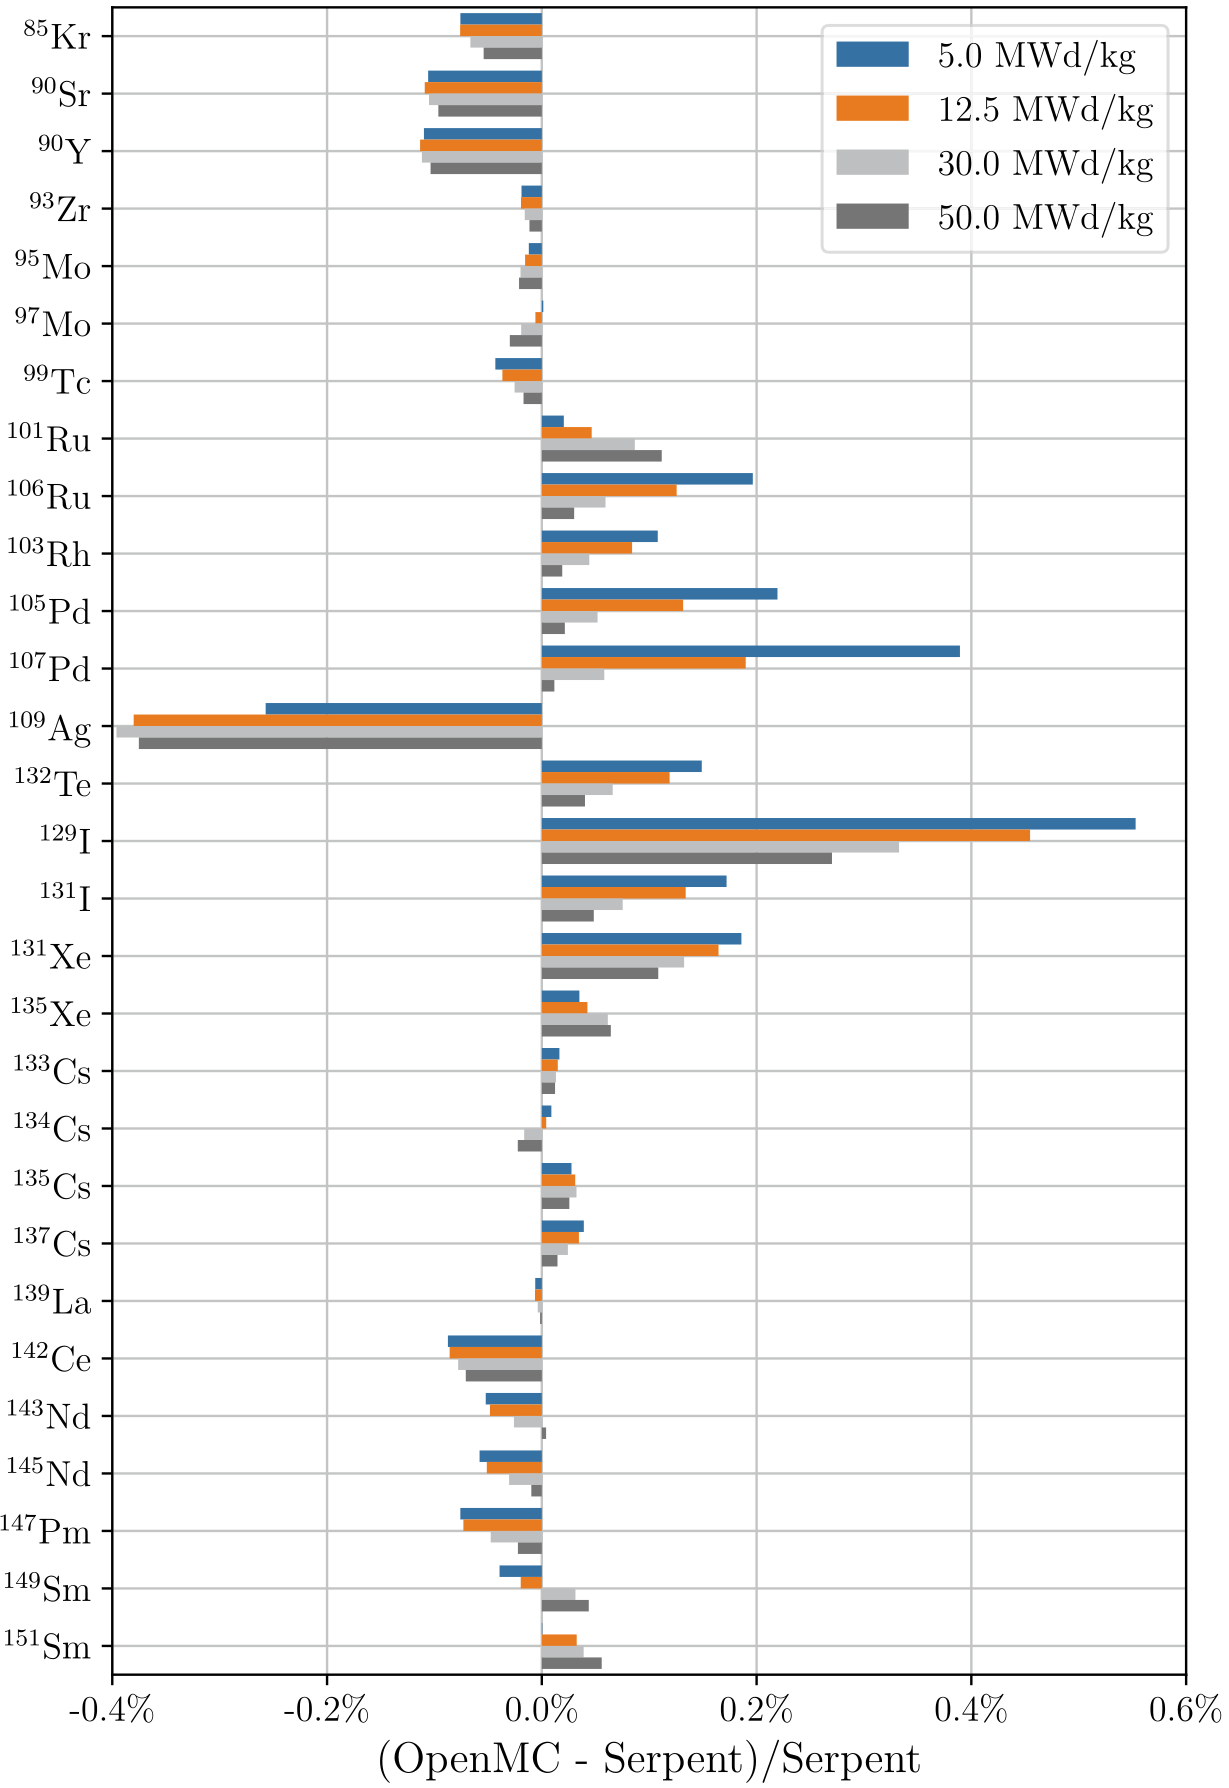 ⁸⁵Kr
⁹⁰Sr
⁹⁰Y
⁹³Zr
⁹⁵Mo
⁹⁷Mo
⁹⁹Tc
¹⁰¹Ru
¹⁰⁶Ru
¹⁰³Rh
¹⁰⁵Pd
¹⁰⁷Pd
¹⁰⁹Ag
¹³²Te
¹²⁹I
¹³¹I
¹³¹Xe
¹³⁵Xe
¹³³Cs
¹³⁴Cs
¹³⁵Cs
¹³⁷Cs
¹³⁹La
¹⁴²Ce
¹⁴³Nd
¹⁴⁵Nd
¹⁴⁷Pm
¹⁴⁹Sm
¹⁵¹Sm
5.0 MWd/kg
12.5 MWd/kg
30.0 MWd/kg
50.0 MWd/kg
-0.4% -0.2% 0.0% 0.2% 0.4% 0.6%
(OpenMC - Serpent)/Serpent